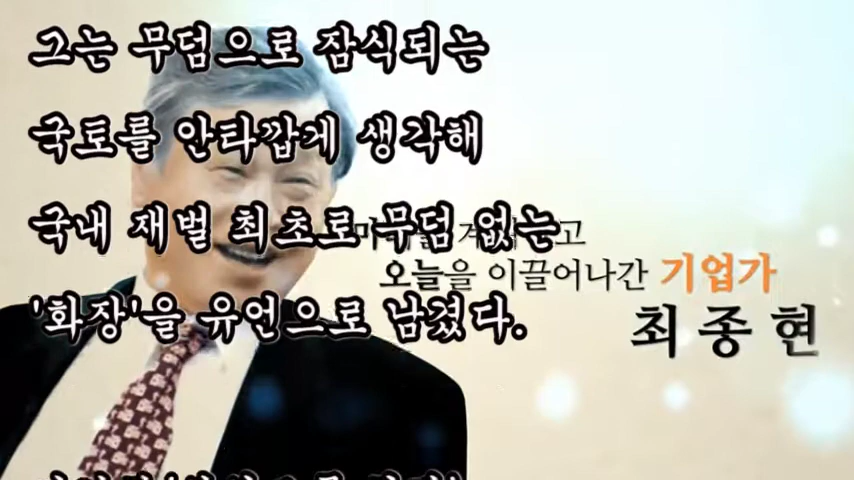 그는 무덤으로 잠식되는
국토를 안타깝게 생각해
국내 재벌 최초로 무덤 없는
'화장'을 유언으로 남겼다.
고
오늘을 이끌어나간 기업가
최종현